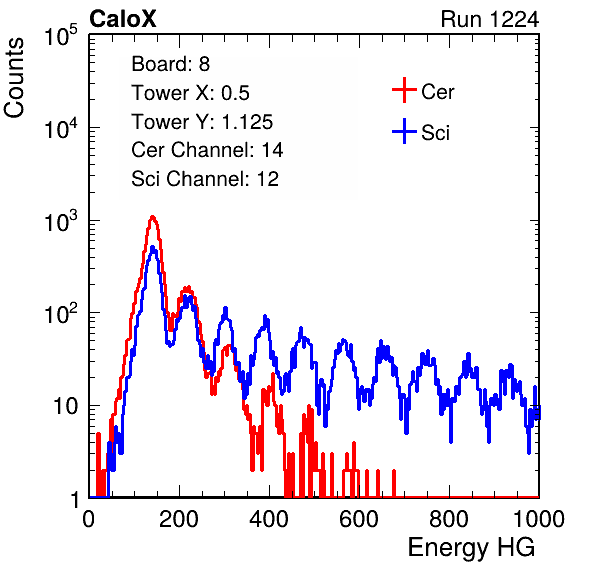 CaloX Run 1224
Counts
10^5
10^4
10^3
10^2
10
1
Board: 8
Tower X: 0.5
Tower Y: 1.125
Cer Channel: 14
Sci Channel: 12
Cer
Sci
0 200 400 600 800 1000
Energy HG